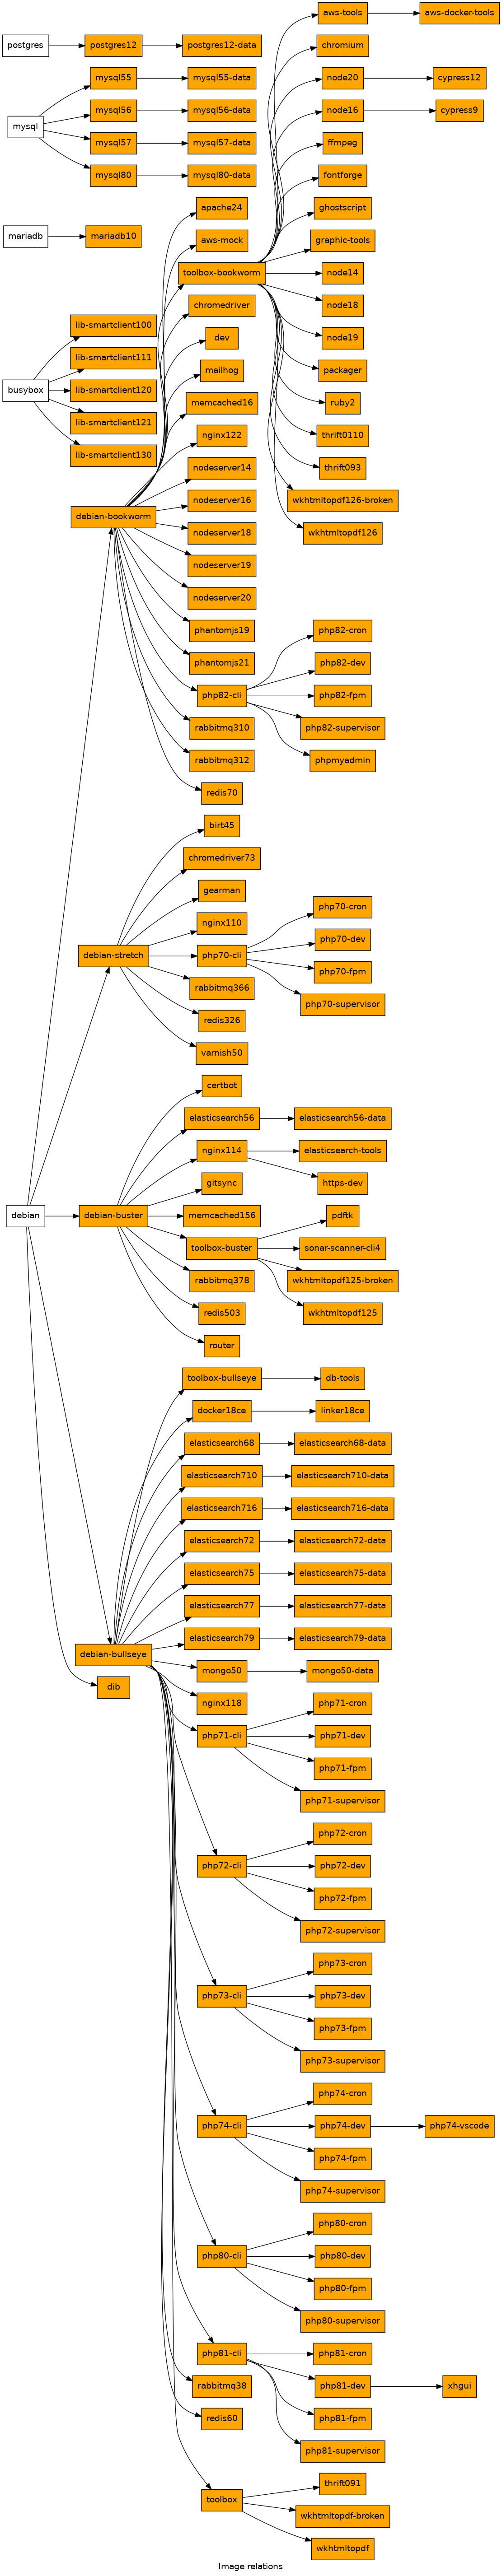 aws-tools
aws-docker-tools
postgres
postgres12
postgres12-data
chromium
mysql55
mysql55-data
node20
cypress12
mysql56
mysql56-data
node16
cypress9
mysql
mysql57
mysql57-data
ffmpeg
mysql80
mysql80-data
fontforge
apache24
ghostscript
mariadb
mariadb10
aws-mock
graphic-tools
toolbox-bookworm
node14
chromedriver
node18
lib-smartclient100
dev
node19
lib-smartclient111
mailhog
packager
busybox
lib-smartclient120
memcached16
ruby2
lib-smartclient121
nginx122
thrift0110
lib-smartclient130
nodeserver14
thrift093
nodeserver16
wkhtmltopdf126-broken
debian-bookworm
nodeserver18
wkhtmltopdf126
nodeserver19
nodeserver20
phantomjs19
php82-cron
phantomjs21
php82-dev
php82-cli
php82-fpm
rabbitmq310
php82-supervisor
rabbitmq312
phpmyadmin
redis70
birt45
chromedriver73
gearman
php70-cron
nginx110
php70-dev
debian-stretch
php70-cli
php70-fpm
rabbitmq366
php70-supervisor
redis326
varnish50
certbot
elasticsearch56
elasticsearch56-data
nginx114
elasticsearch-tools
gitsync
https-dev
debian
debian-buster
memcached156
pdftk
toolbox-buster
sonar-scanner-cli4
rabbitmq378
wkhtmltopdf125-broken
redis503
wkhtmltopdf125
router
toolbox-bullseye
db-tools
docker18ce
linker18ce
elasticsearch68
elasticsearch68-data
elasticsearch710
elasticsearch710-data
elasticsearch716
elasticsearch716-data
elasticsearch72
elasticsearch72-data
elasticsearch75
elasticsearch75-data
elasticsearch77
elasticsearch77-data
elasticsearch79
elasticsearch79-data
debian-bullseye
mongo50
mongo50-data
dib
nginx118
php71-cron
php71-cli
php71-dev
php71-fpm
php71-supervisor
php72-cron
php72-cli
php72-dev
php72-fpm
php72-supervisor
php73-cron
php73-cli
php73-dev
php73-fpm
php73-supervisor
php74-cron
php74-cli
php74-dev
php74-vscode
php74-fpm
php74-supervisor
php80-cron
php80-cli
php80-dev
php80-fpm
php80-supervisor
php81-cli
php81-cron
rabbitmq38
php81-dev
xhgui
redis60
php81-fpm
php81-supervisor
thrift091
toolbox
wkhtmltopdf-broken
wkhtmltopdf
Image relations